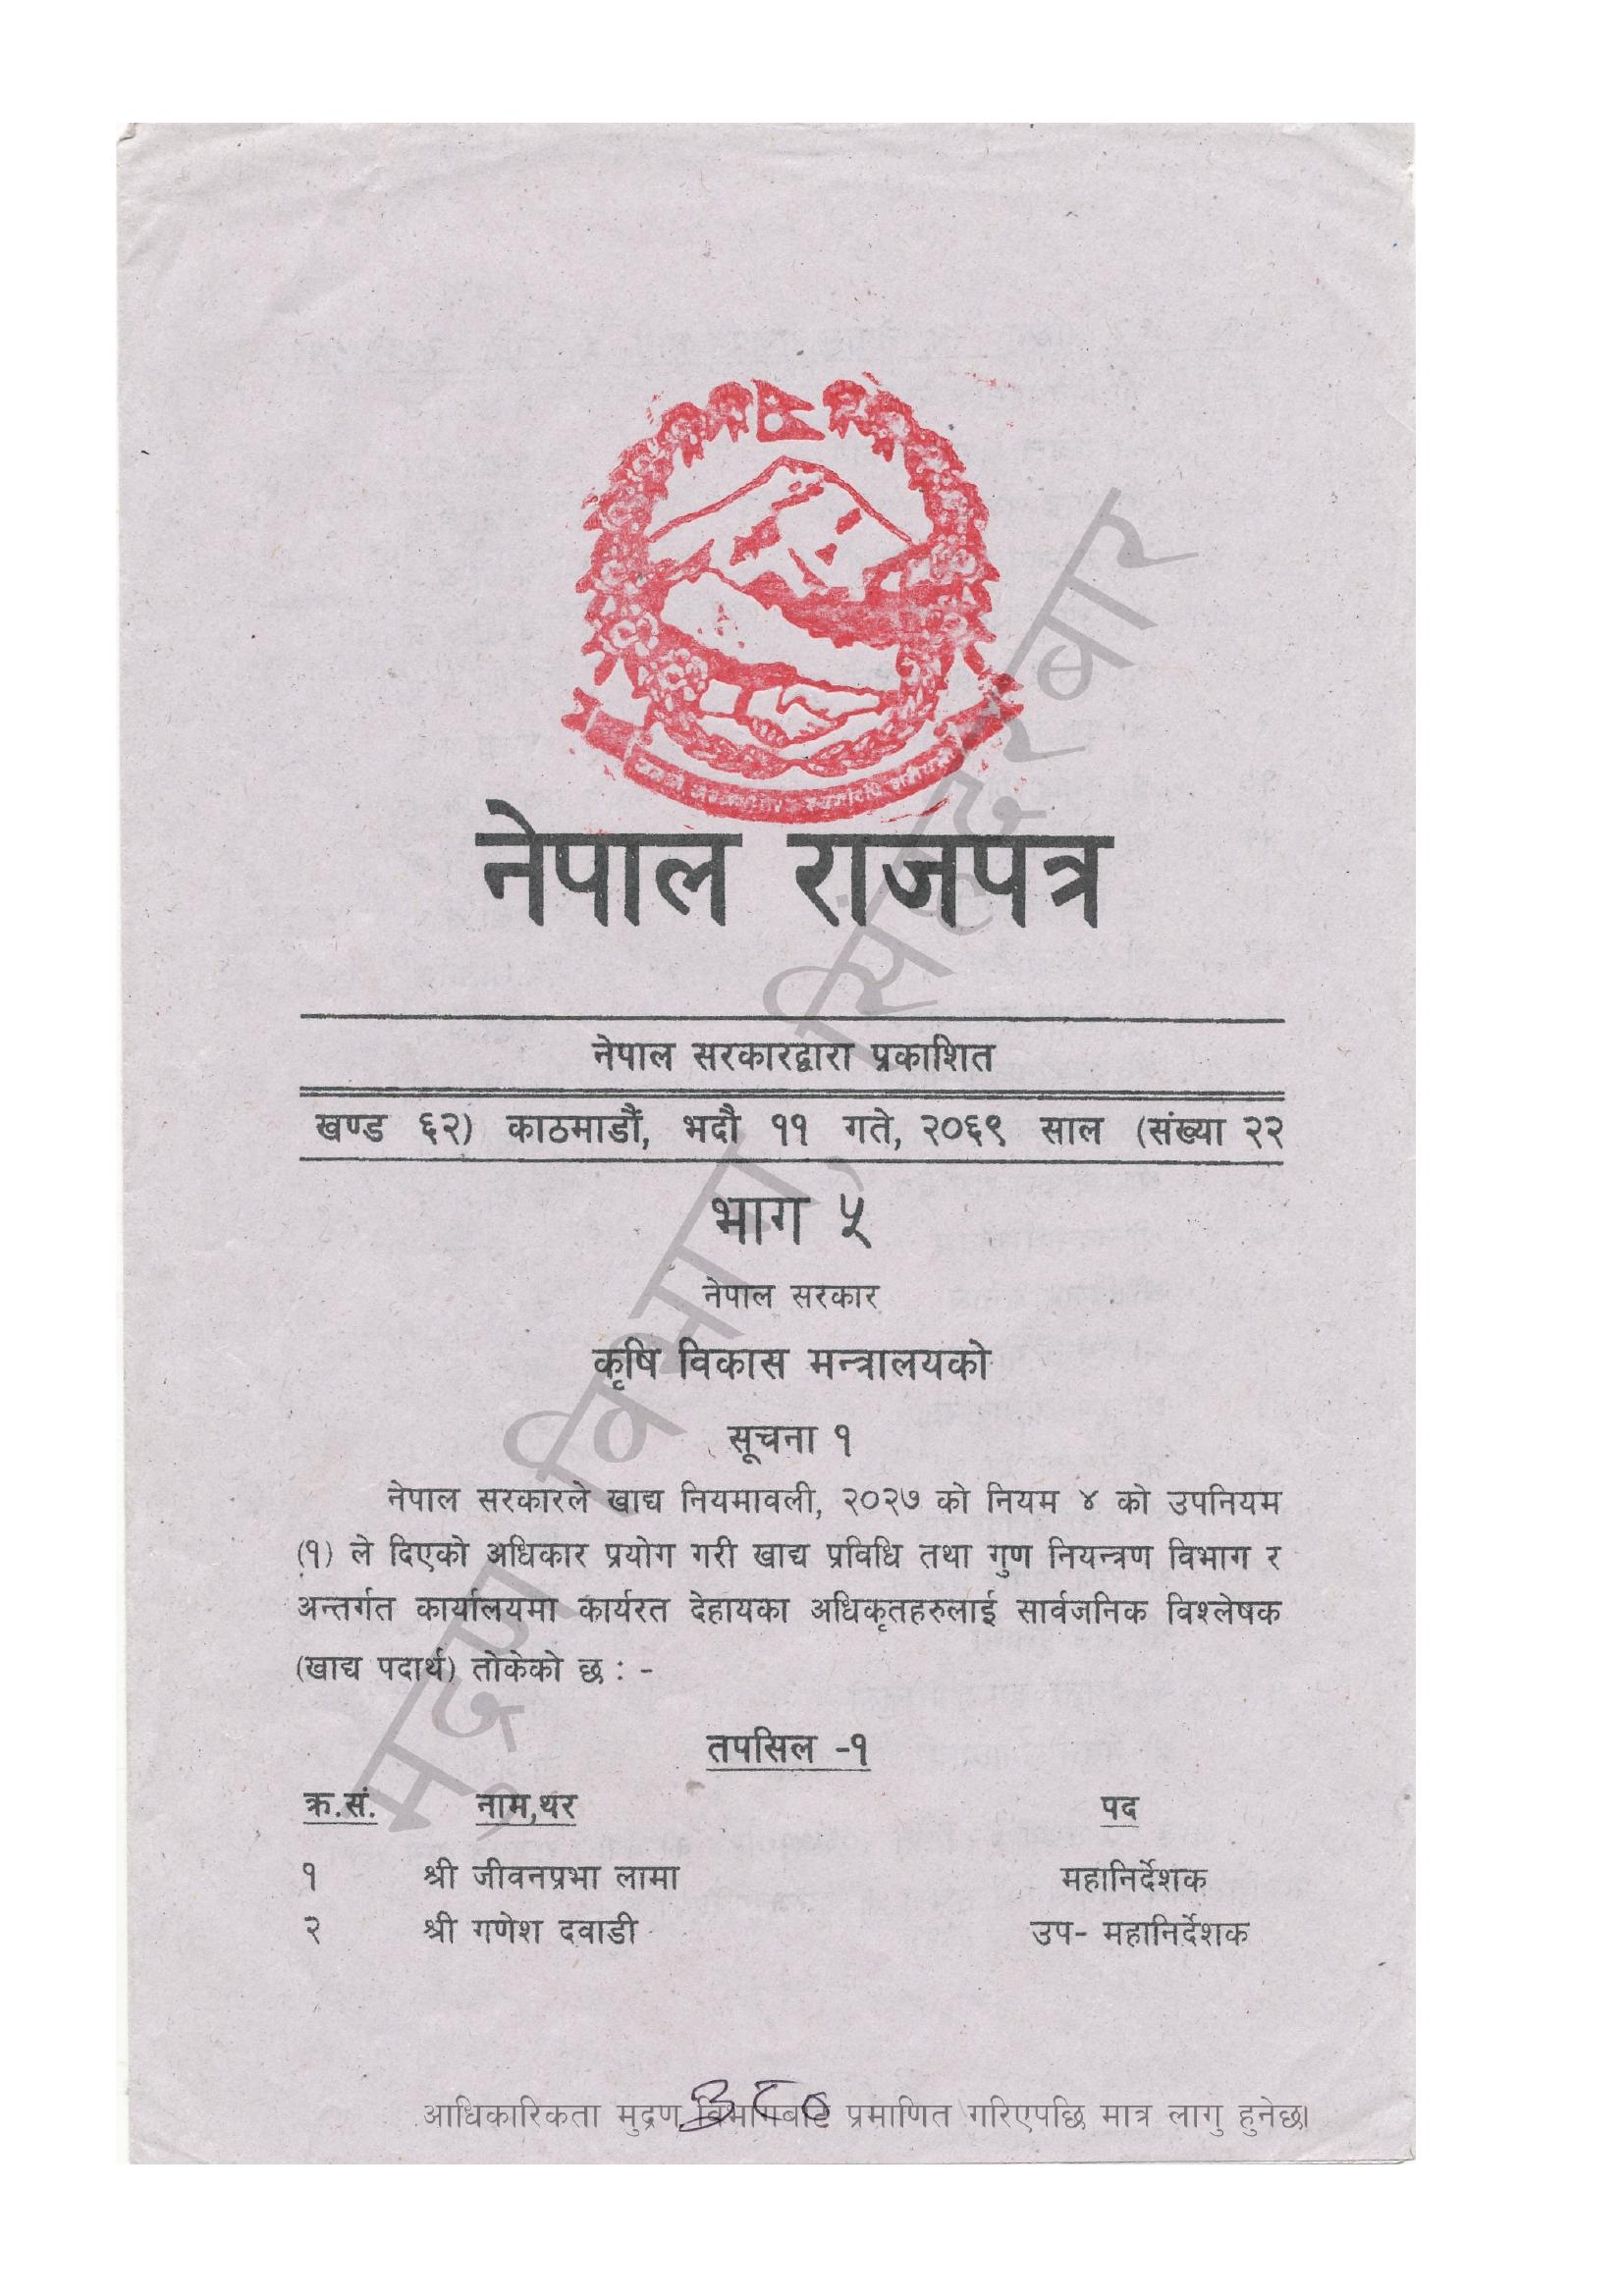 नेपाल राजपत्र
नेपाल सरकारद्वारा प्रकाशित
खण्ड ६२) काठमाडौं, भदौ ११ गते, २०६९ साल (संख्या २२
भाग ५
नेपाल सरकार
कृषि विकास मन्त्रालयको
सूचना १
नेपाल सरकारले खाद्य नियमावली, २०२७ को नियम ४ को उपनियम
(१) ले दिएको अधिकार प्रयोग गरी खाद्य प्रविधि तथा गुण नियन्त्रण विभाग र
अन्तर्गत कार्यालयमा कार्यरत देहायका अधिकृतहरुलाई सार्वजनिक विश्लेषक
(खाद्य पदार्थ) तोकेको छ : -
तपसिल -१
क्र.सं. नाम,थर पद
१ श्री जीवनप्रभा लामा महानिर्देशक
२ श्री गणेश दवाडी उप- महानिर्देशक
आधिकारिकता मुद्रण विभागबाट प्रमाणित गरिएपछि मात्र लागु हुनेछ।
मुद्रण विभाग, सिंहदरबार